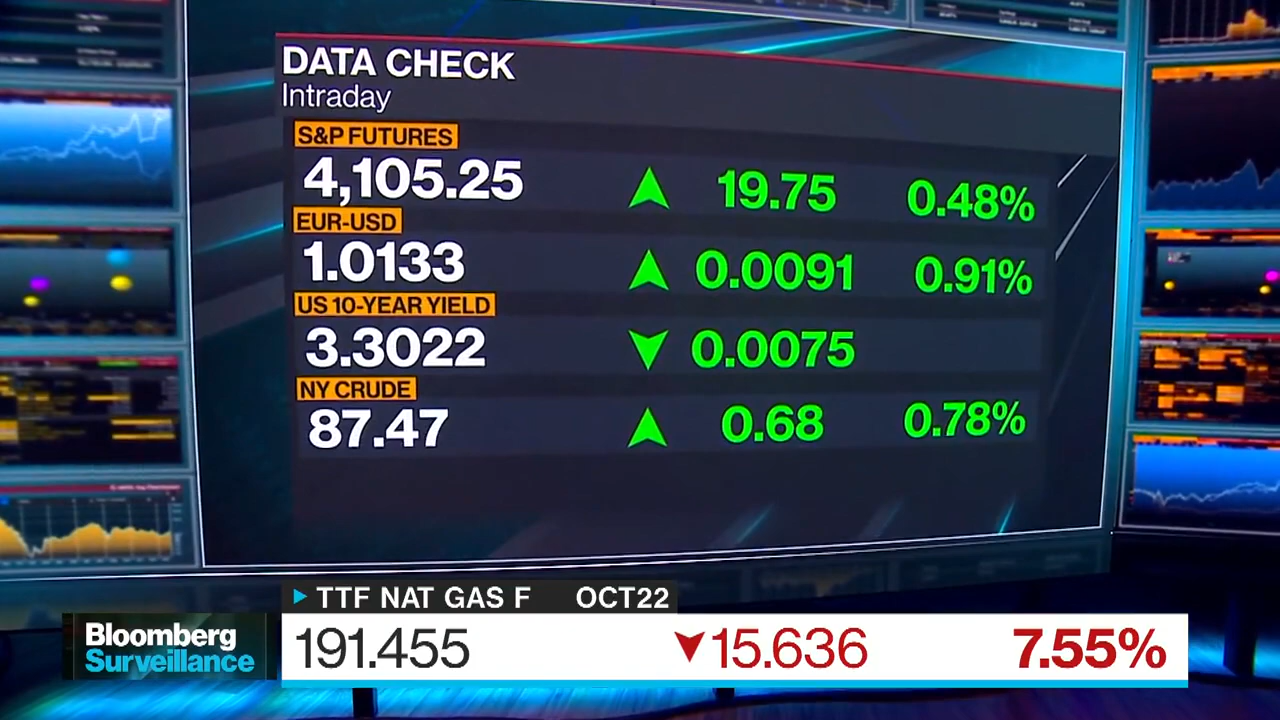 DATA CHECK
Intraday
S&P FUTURES
4,105.25 ▲ 19.75 0.48%
EUR-USD
1.0133 ▲ 0.0091 0.91%
US 10-YEAR YIELD
3.3022 ▼ 0.0075
NY CRUDE
87.47 ▲ 0.68 0.78%
TTF NAT GAS F OCT22
191.455 ▼15.636 7.55%
Bloomberg
Surveillance